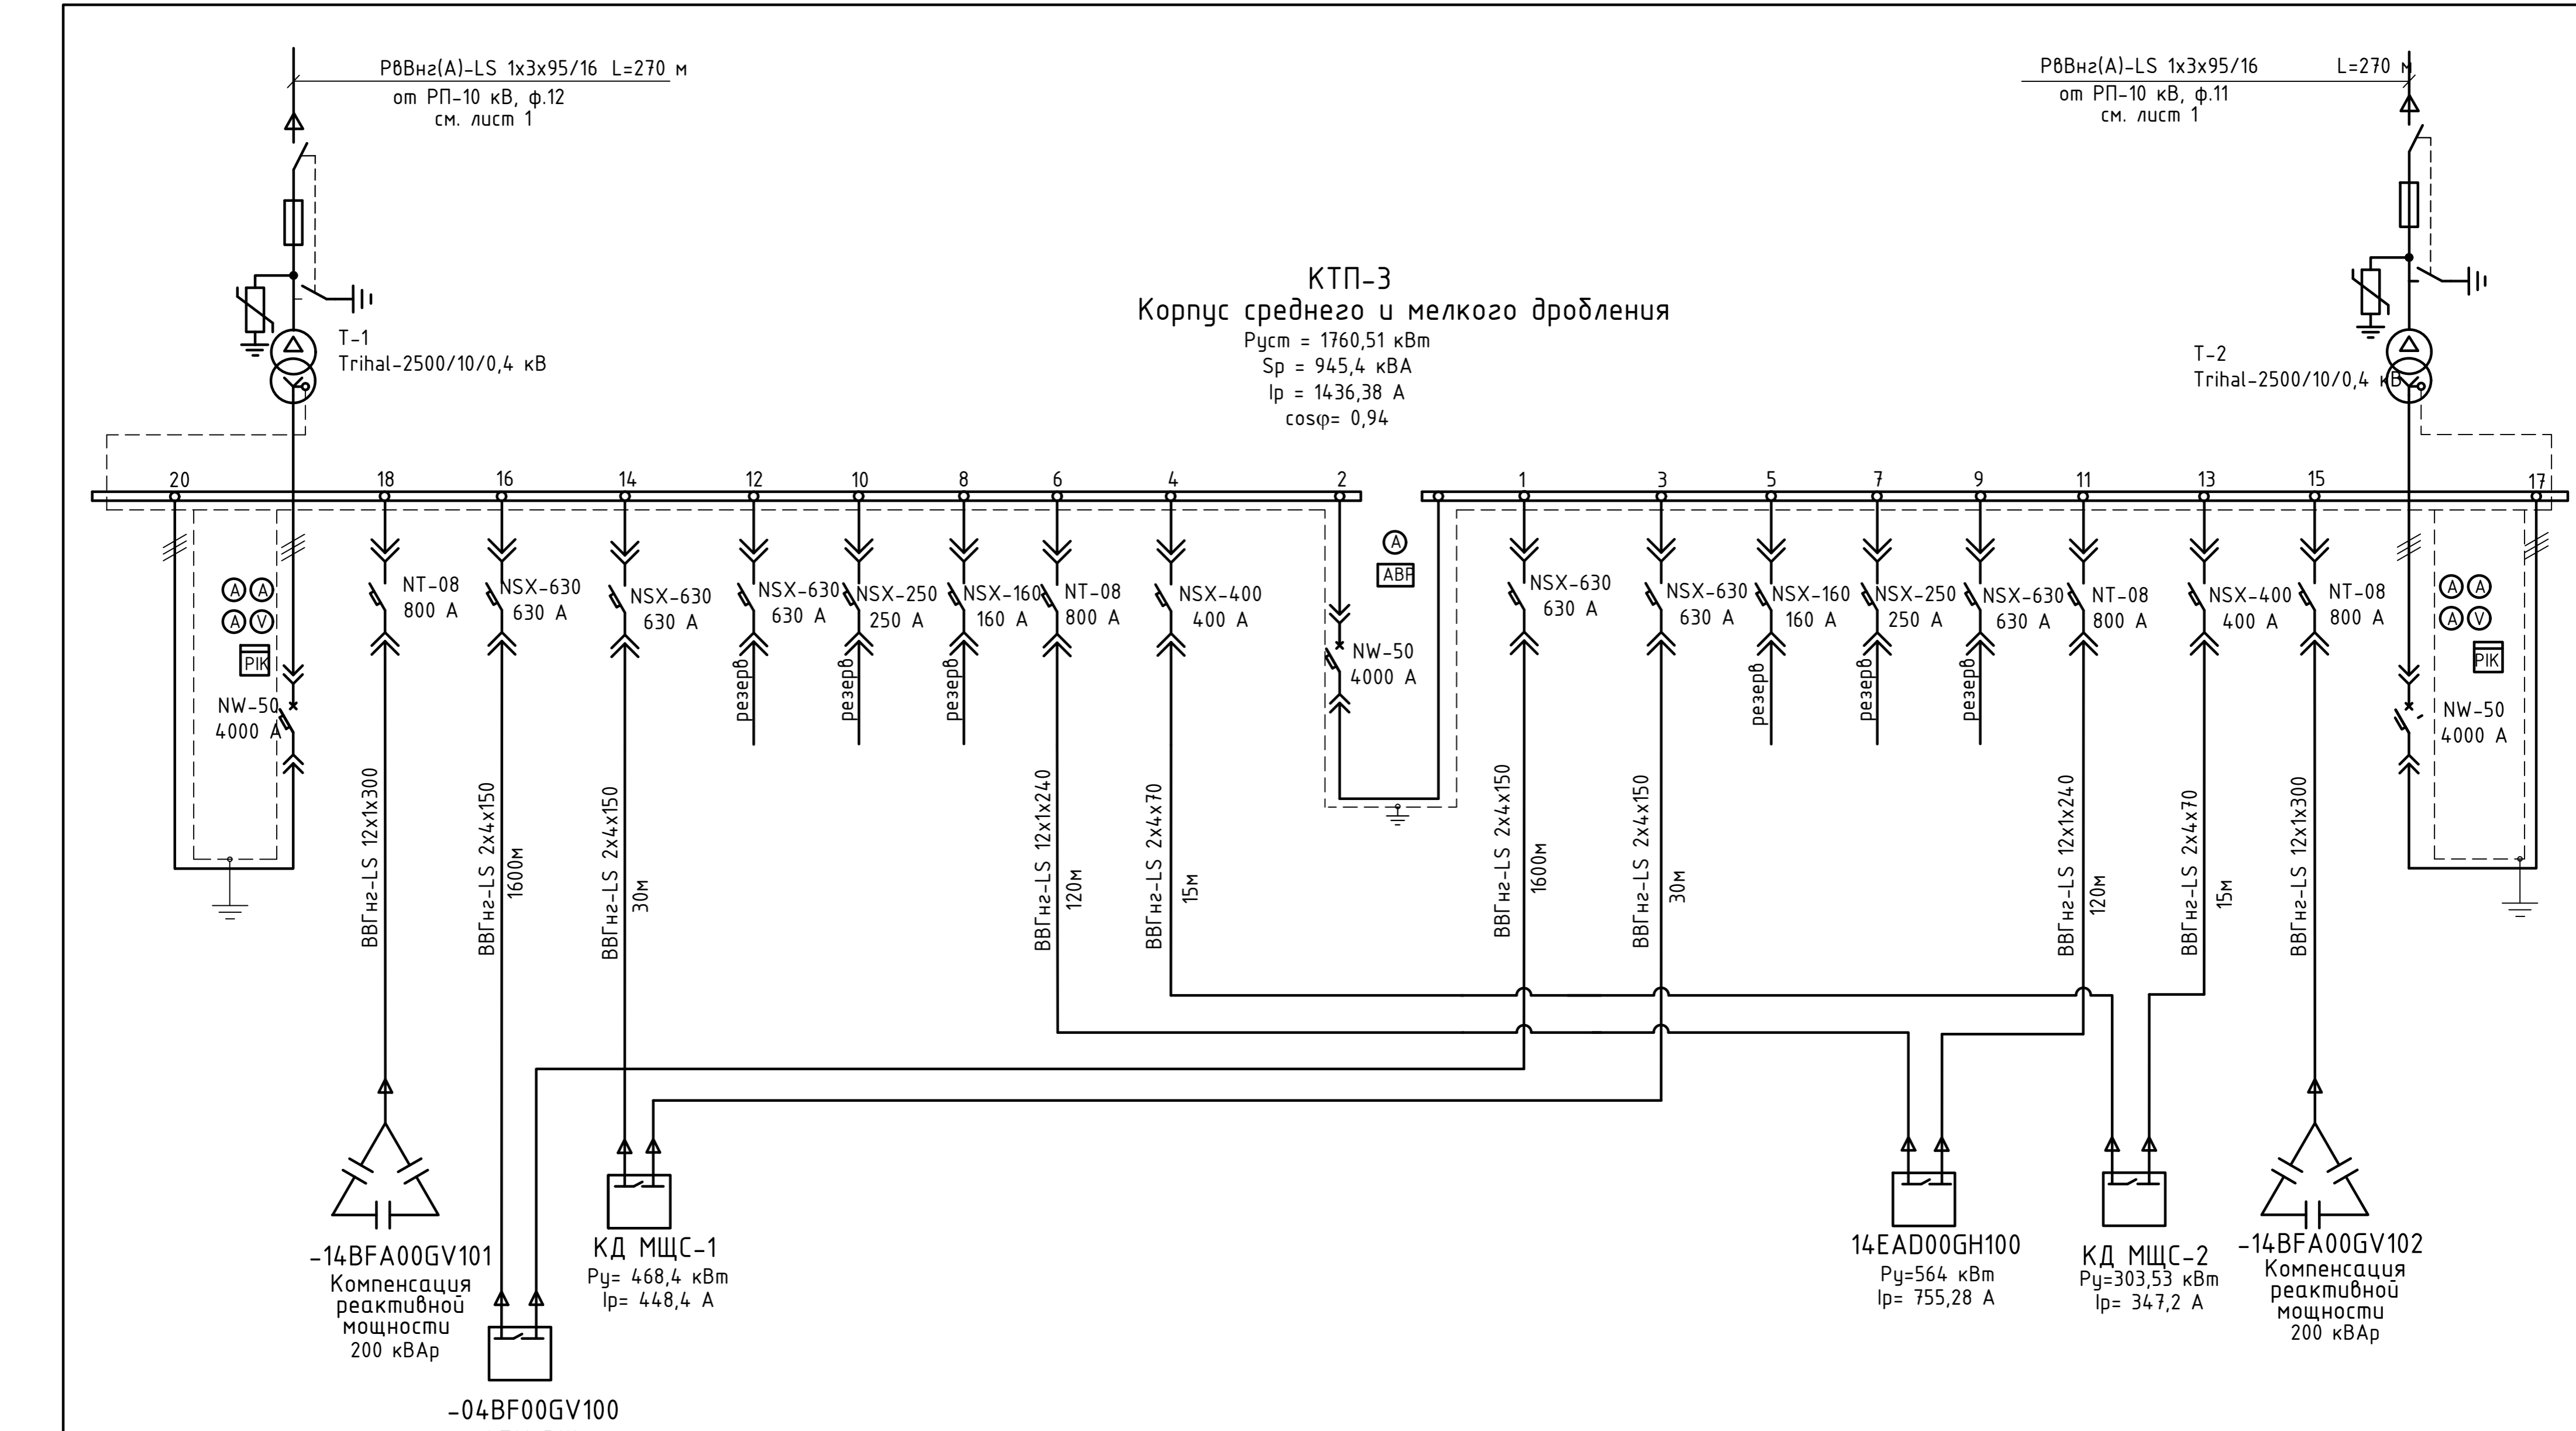 РвВнг(А)-LS 1х3х95/16 L=270 м
от РП-10 кВ, ф.12
см. лист 1
РвВнг(А)-LS 1х3х95/16 L=270 м
от РП-10 кВ, ф.11
см. лист 1
КТП-3
Корпус среднего и мелкого дробления
Руст = 1760,51 кВт
Sр = 945,4 кВА
Iр = 1436,38 А
cosφ= 0,94
Т-1
Trihal-2500/10/0,4 кВ
Т-2
Trihal-2500/10/0,4 кВ
20
18
16
14
12
10
8
6
4
2
1
3
5
7
9
11
13
15
17
A A
A V
PIK
NW-50
4000 А
NT-08
800 А
NSX-630
630 А
NSX-630
630 А
NSX-630
630 А
NSX-250
250 А
NSX-160
160 А
NT-08
800 А
NSX-400
400 А
A
АВР
NW-50
4000 А
NSX-630
630 А
NSX-630
630 А
NSX-160
160 А
NSX-250
250 А
NSX-630
630 А
NT-08
800 А
NSX-400
400 А
NT-08
800 А
A A
A V
PIK
NW-50
4000 А
резерв
резерв
резерв
резерв
резерв
резерв
ВВГнг-LS 12х1х300
ВВГнг-LS 2х4х150
1600м
ВВГнг-LS 2х4х150
30м
ВВГнг-LS 12х1х240
120м
ВВГнг-LS 2х4х70
15м
ВВГнг-LS 2х4х150
1600м
ВВГнг-LS 2х4х150
30м
ВВГнг-LS 12х1х240
120м
ВВГнг-LS 2х4х70
15м
ВВГнг-LS 12х1х300
-14BFA00GV101
Компенсация
реактивной
мощности
200 кВАр
КД МЩС-1
Ру= 468,4 кВт
Iр= 448,4 А
-04BF00GV100
14EAD00GH100
Ру=564 кВт
Iр= 755,28 А
КД МЩС-2
Ру=303,53 кВт
Iр= 347,2 А
-14BFA00GV102
Компенсация
реактивной
мощности
200 кВАр